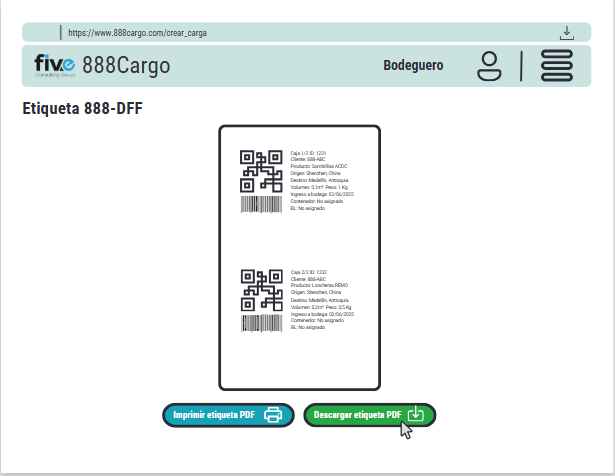 https://www.888cargo.com/crear_carga
five
Consulting Group
888Cargo
Bodeguero
Etiqueta 888-DFF
Caja 1/2 ID: 1231
Cliente: 888-ABC
Producto: Sombrillas ACDC
Origen: Shenzhen, China
Destino: Medellín, Antioquia
Volumen: 0,1m³ Peso: 1 Kg
Ingreso a bodega: 02/06/2025
Contenedor: No asignado
BL: No asignado
Caja 2/2 ID: 1232
Cliente: 888-ABC
Producto: Loncheras REMO
Origen: Shenzhen, China
Destino: Medellín, Antioquia
Volumen: 0,2m³ Peso: 0,5 Kg
Ingreso a bodega: 02/06/2025
Contenedor: No asignado
BL: No asignado
Imprimir etiqueta PDF
Descargar etiqueta PDF